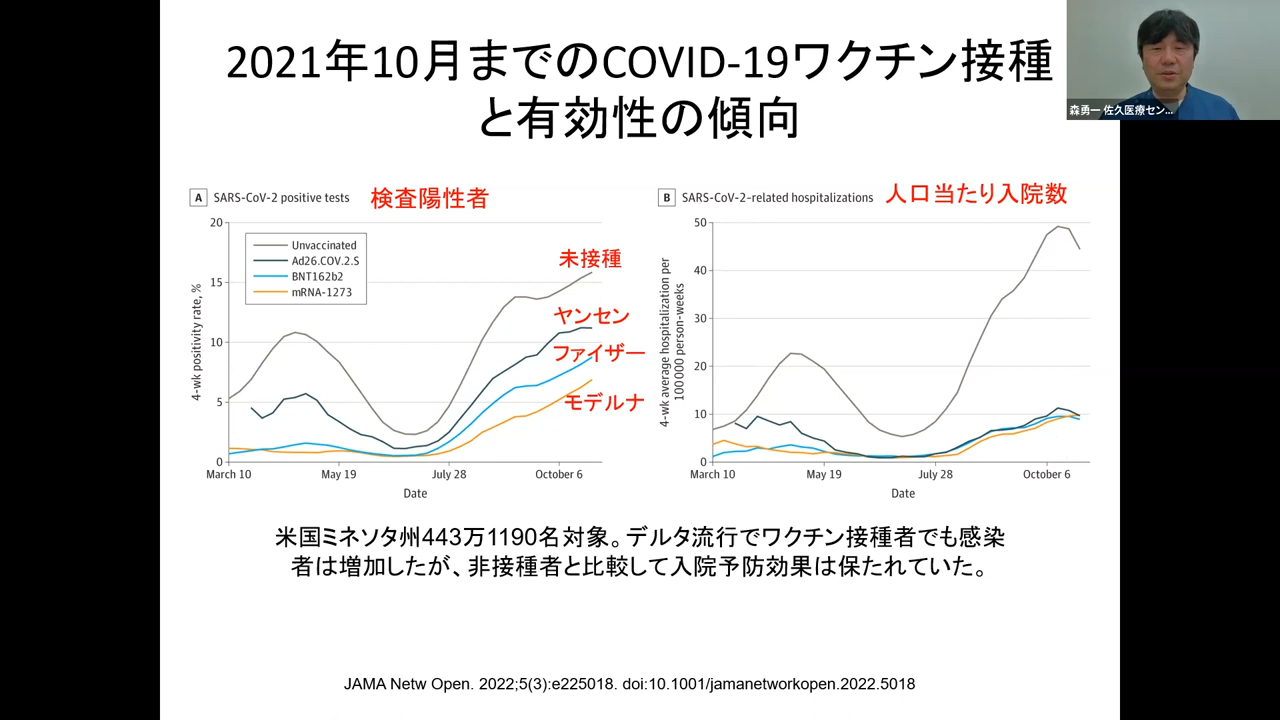 2021年10月までのCOVID-19ワクチン接種
と有効性の傾向
森勇一 佐久医療セン...
A SARS-CoV-2 positive tests
検査陽性者
20
15
10
5
0
4-wk positivity rate, %
Unvaccinated
Ad26.COV.2.S
BNT162b2
mRNA-1273
未接種
ヤンセン
ファイザー
モデルナ
March 10
May 19
July 28
October 6
Date
B SARS-CoV-2–related hospitalizations
人口当たり入院数
50
40
30
20
10
0
4-wk average hospitalization per
100 000 person-weeks
March 10
May 19
July 28
October 6
Date
米国ミネソタ州443万1190名対象。デルタ流行でワクチン接種者でも感染
者は増加したが、非接種者と比較して入院予防効果は保たれていた。
JAMA Netw Open. 2022;5(3):e225018. doi:10.1001/jamanetworkopen.2022.5018